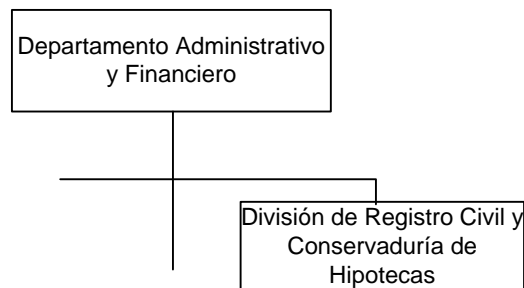 Departamento Administrativo
y Financiero
División de Registro Civil y
Conservaduría de
Hipotecas